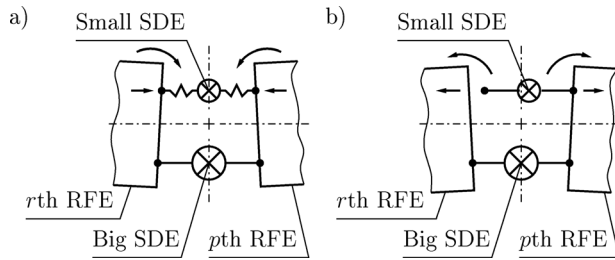 a)
Small SDE
rth RFE
Big SDE
pth RFE
b)
Small SDE
rth RFE
Big SDE
pth RFE